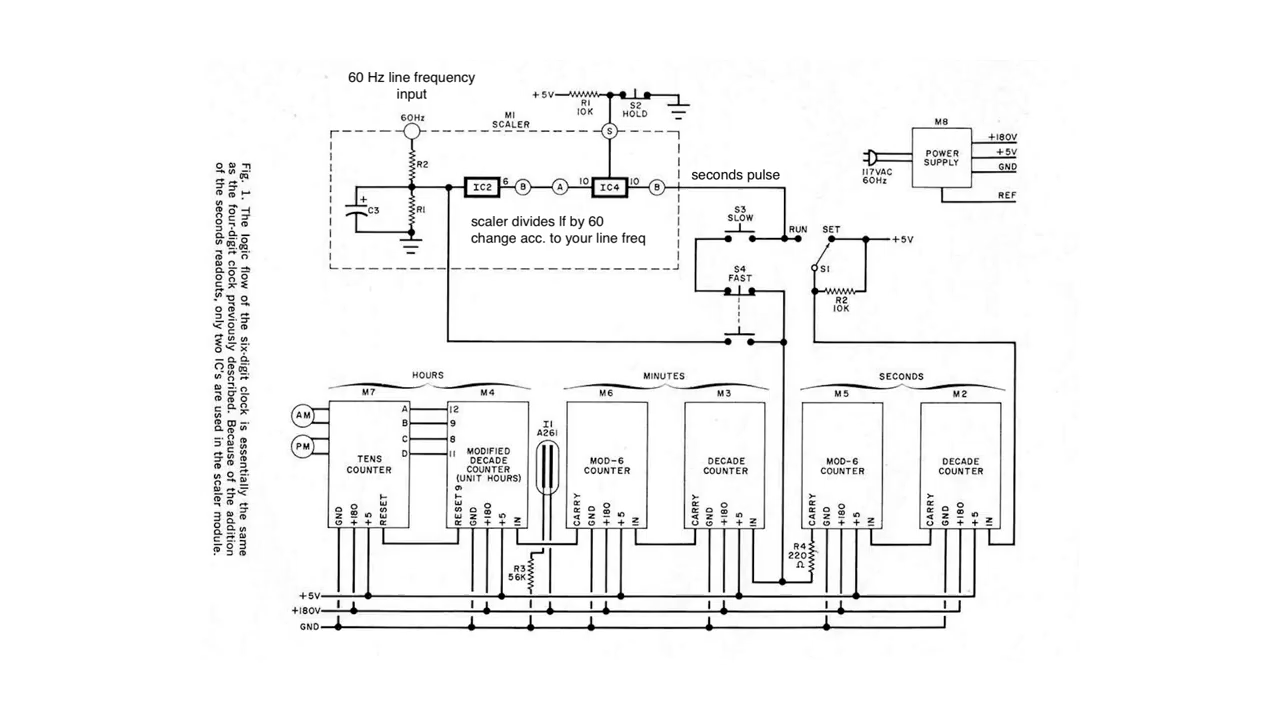 60 Hz line frequency
input
60Hz
M1
SCALER
+5V
R1
10K
S2
HOLD
S
R2
C3
R1
IC2
6
B
A
10
IC4
10
B
seconds pulse
scaler divides lf by 60
change acc. to your line freq
M8
POWER
SUPPLY
117VAC
60Hz
+180V
+5V
GND
REF
S3
SLOW
RUN
SET
+5V
S1
S4
FAST
R2
10K
Fig. 1. The logic flow of the six-digit clock is essentially the same
as the four-digit clock previously described. Because of the addition
of the seconds readouts, only two IC's are used in the scaler module.
HOURS
MINUTES
SECONDS
M7
M4
M6
M3
M5
M2
AM
PM
A
B
C
D
12
9
8
11
TENS
COUNTER
MODIFIED
DECADE
COUNTER
(UNIT HOURS)
I1
A261
MOD-6
COUNTER
DECADE
COUNTER
MOD-6
COUNTER
DECADE
COUNTER
GND
+180
+5
RESET
RESET 9
GND
+180
+5
IN
CARRY
GND
+180
+5
IN
CARRY
GND
+180
+5
IN
CARRY
GND
+180
+5
IN
CARRY
GND
+180
+5
IN
R3
56K
R4
220
Ω
+5V
+180V
GND